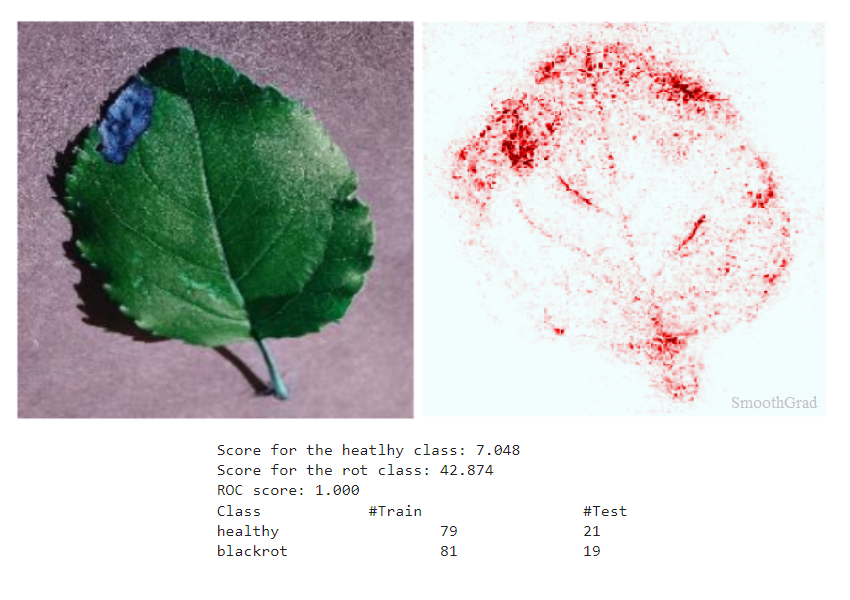 SmoothGrad
Score for the heatlhy class: 7.048
Score for the rot class: 42.874
ROC score: 1.000
Class #Train #Test
healthy 79 21
blackrot 81 19